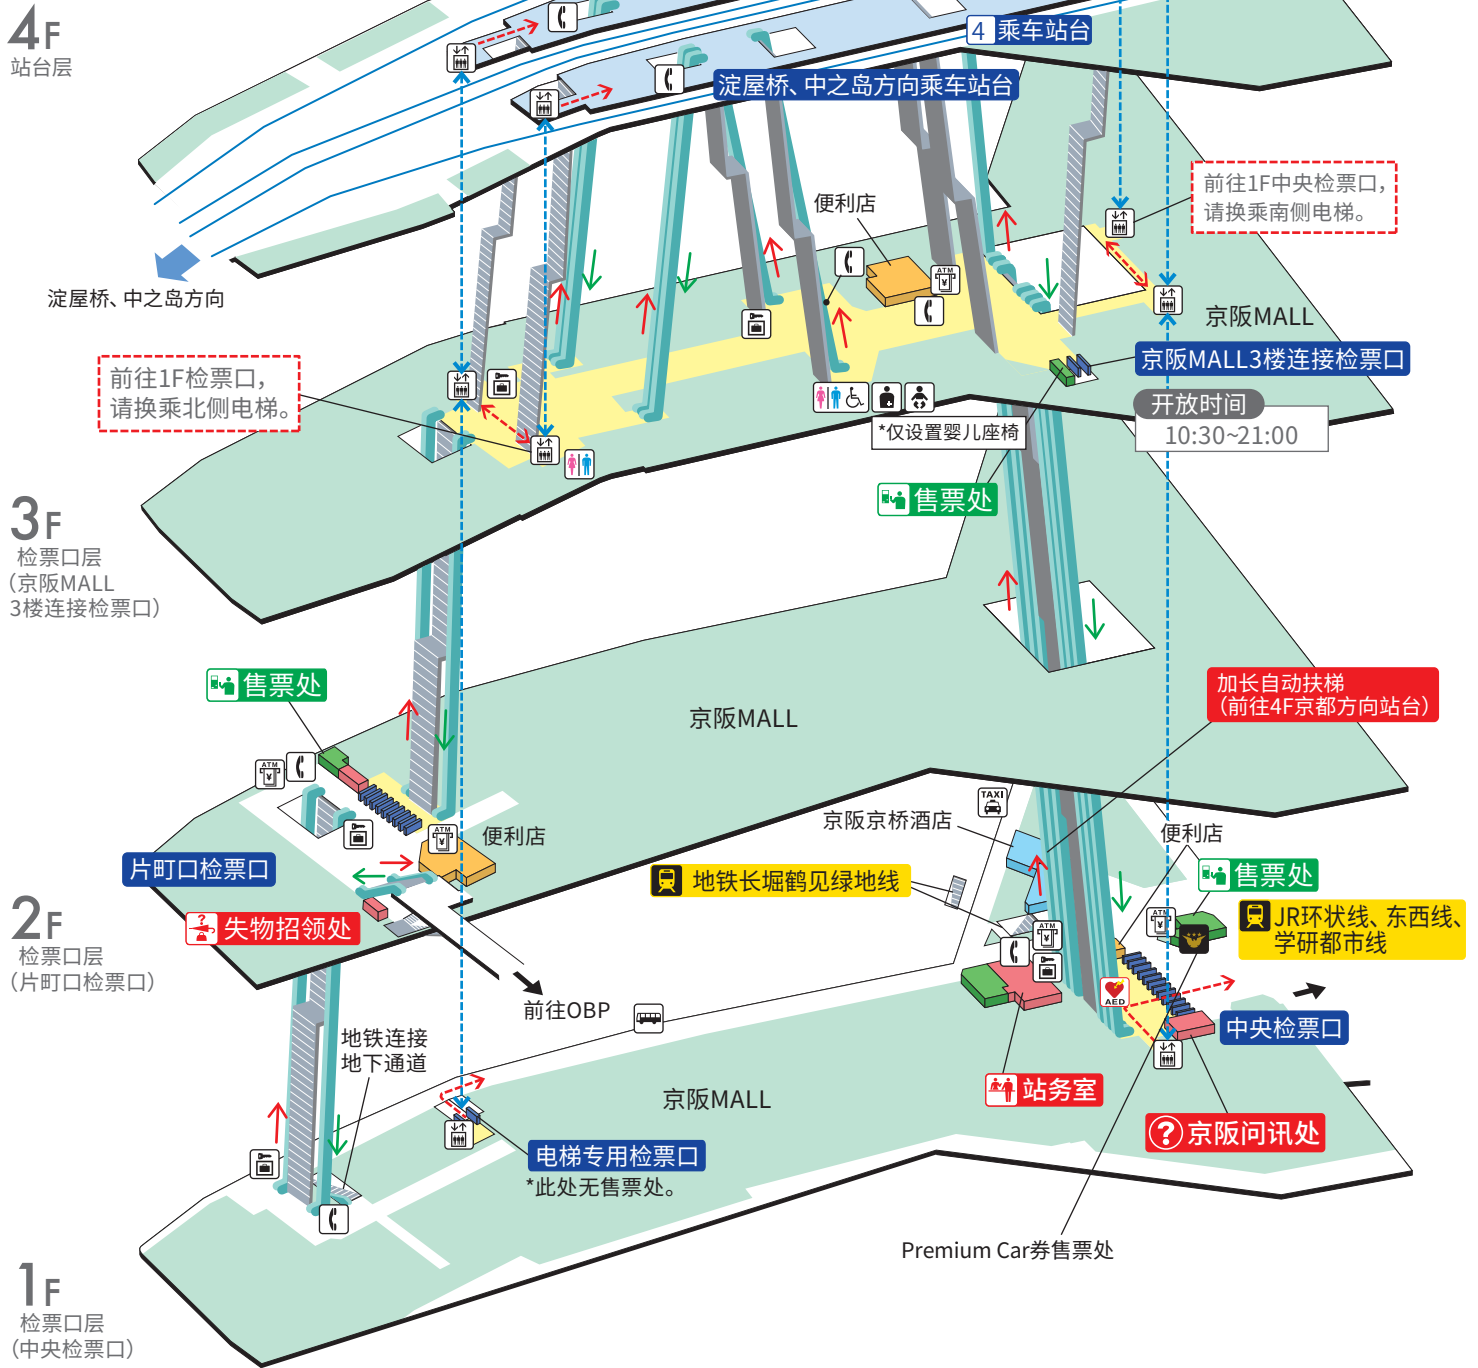 4F
站台层
4 乘车站台
淀屋桥、中之岛方向乘车站台
淀屋桥、中之岛方向
前往1F中央检票口，
请换乘南侧电梯。
便利店
ATM
¥
京阪MALL
京阪MALL3楼连接检票口
开放时间
10:30~21:00
前往1F检票口，
请换乘北侧电梯。
*仅设置婴儿座椅
售票处
3F
检票口层
（京阪MALL
3楼连接检票口）
售票处
京阪MALL
加长自动扶梯
（前往4F京都方向站台）
ATM
¥
ATM
¥
便利店
片町口检票口
失物招领处
?
2F
检票口层
（片町口检票口）
前往OBP
TAXI
京阪京桥酒店
便利店
售票处
地铁长堀鹤见绿地线
JR环状线、东西线、
学研都市线
ATM
¥
ATM
¥
AED
中央检票口
地铁连接
地下通道
京阪MALL
站务室
? 京阪问讯处
电梯专用检票口
*此处无售票处。
Premium Car券售票处
1F
检票口层
（中央检票口）